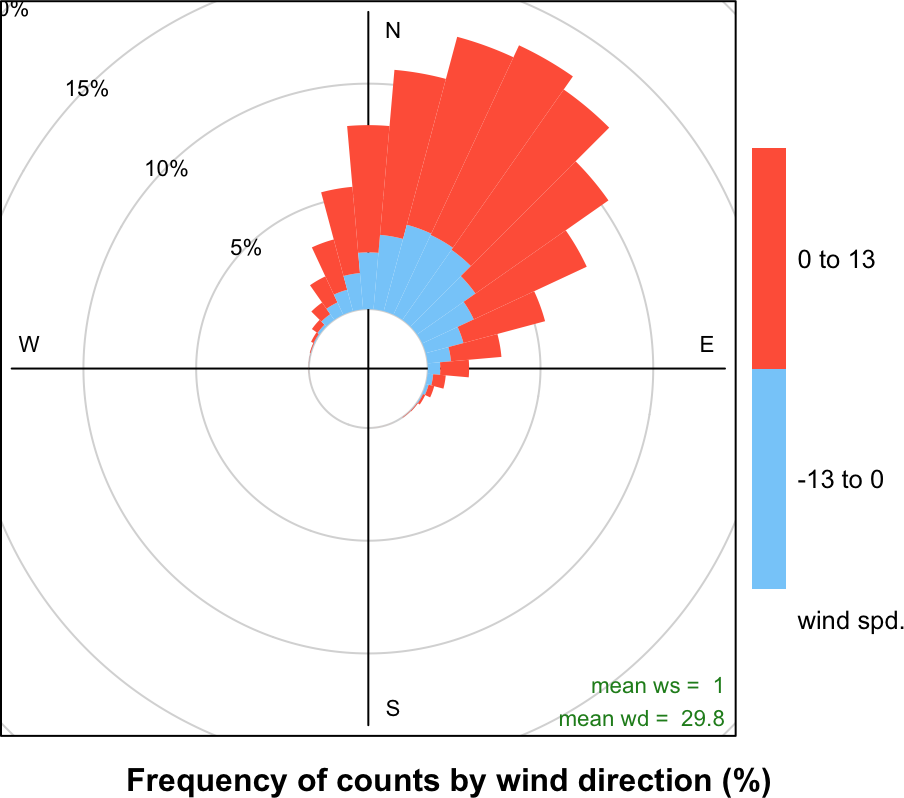 0%
N
15%
10%
5%
0 to 13
W
E
-13 to 0
wind spd.
mean ws = 1
S
mean wd = 29.8
Frequency of counts by wind direction (%)